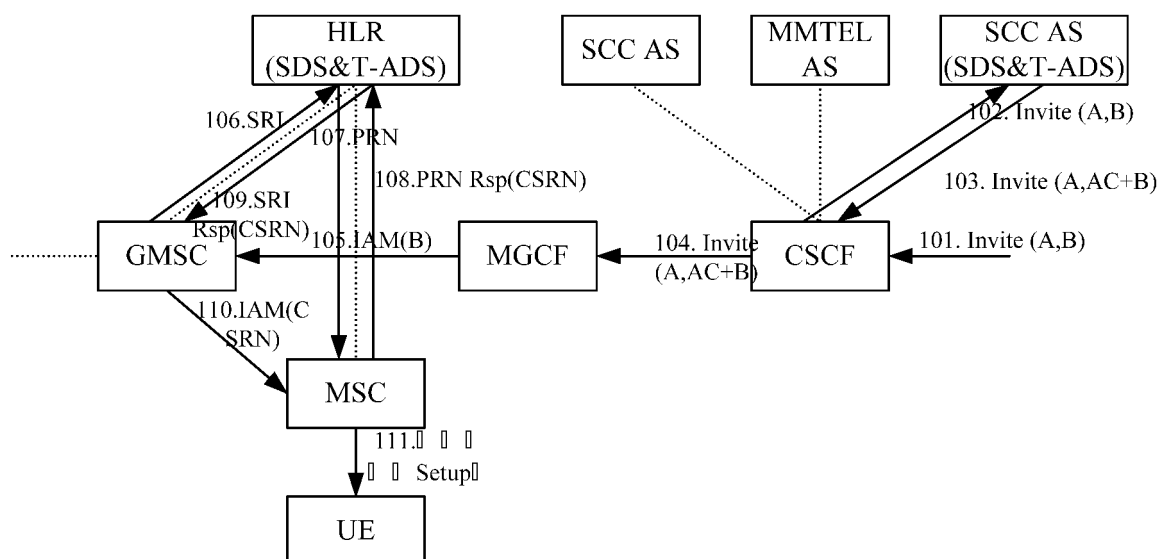 HLR
(SDS&T-ADS)
SCC AS
MMTEL
AS
SCC AS
(SDS&T-ADS)
106.SRI
107.PRN
102. Invite (A,B)
108.PRN Rsp(CSRN)
103. Invite (A,AC+B)
109.SRI
Rsp(CSRN)
105.IAM(B)
104. Invite
(A,AC+B)
101. Invite (A,B)
GMSC
MGCF
CSCF
110.IAM(C
SRN)
MSC
111.
Setup
UE